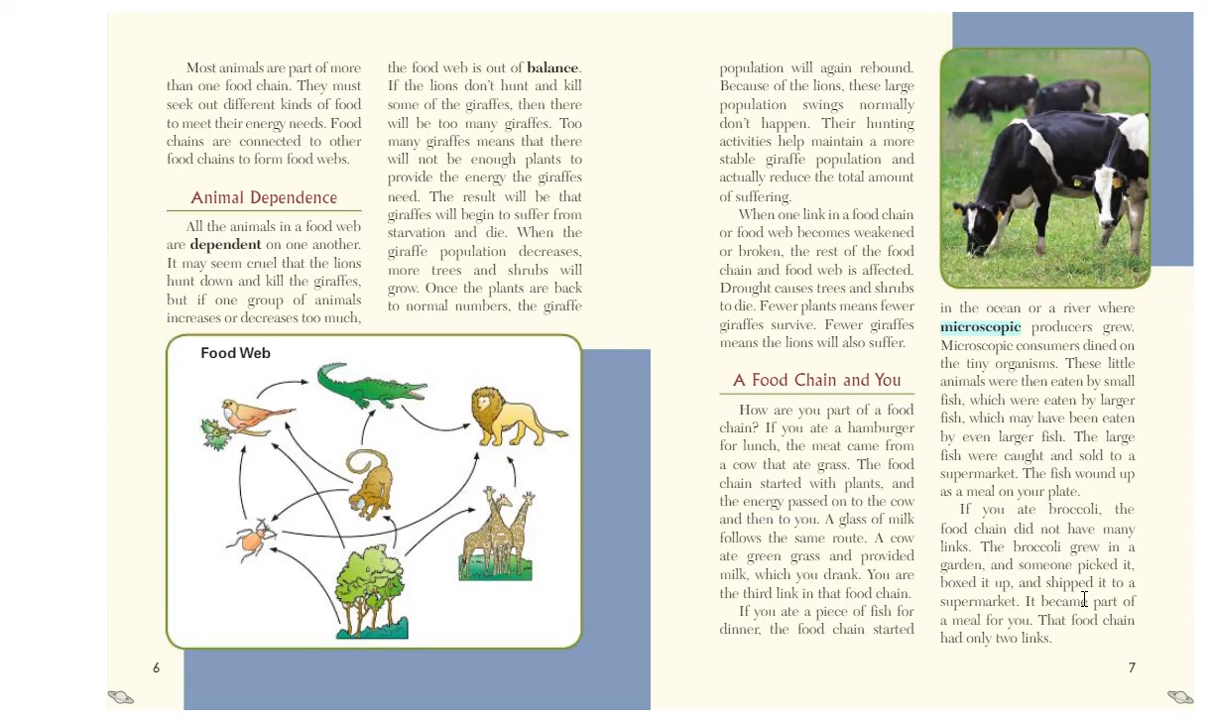 Most animals are part of more
than one food chain. They must
seek out different kinds of food
to meet their energy needs. Food
chains are connected to other
food chains to form food webs.
Animal Dependence
All the animals in a food web
are dependent on one another.
It may seem cruel that the lions
hunt down and kill the giraffes,
but if one group of animals
increases or decreases too much,
the food web is out of balance.
If the lions don't hunt and kill
some of the giraffes, then there
will be too many giraffes. Too
many giraffes means that there
will not be enough plants to
provide the energy the giraffes
need. The result will be that
giraffes will begin to suffer from
starvation and die. When the
giraffe population decreases,
more trees and shrubs will
grow. Once the plants are back
to normal numbers, the giraffe
Food Web
6
population will again rebound.
Because of the lions, these large
population swings normally
don't happen. Their hunting
activities help maintain a more
stable giraffe population and
actually reduce the total amount
of suffering.
When one link in a food chain
or food web becomes weakened
or broken, the rest of the food
chain and food web is affected.
Drought causes trees and shrubs
to die. Fewer plants means fewer
giraffes survive. Fewer giraffes
means the lions will also suffer.
A Food Chain and You
How are you part of a food
chain? If you ate a hamburger
for lunch, the meat came from
a cow that ate grass. The food
chain started with plants, and
the energy passed on to the cow
and then to you. A glass of milk
follows the same route. A cow
ate green grass and provided
milk, which you drank. You are
the third link in that food chain.
If you ate a piece of fish for
dinner, the food chain started
in the ocean or a river where
microscopic producers grew.
Microscopic consumers dined on
the tiny organisms. These little
animals were then eaten by small
fish, which were eaten by larger
fish, which may have been eaten
by even larger fish. The large
fish were caught and sold to a
supermarket. The fish wound up
as a meal on your plate.
If you ate broccoli, the
food chain did not have many
links. The broccoli grew in a
garden, and someone picked it,
boxed it up, and shipped it to a
supermarket. It became part of
a meal for you. That food chain
had only two links.
7